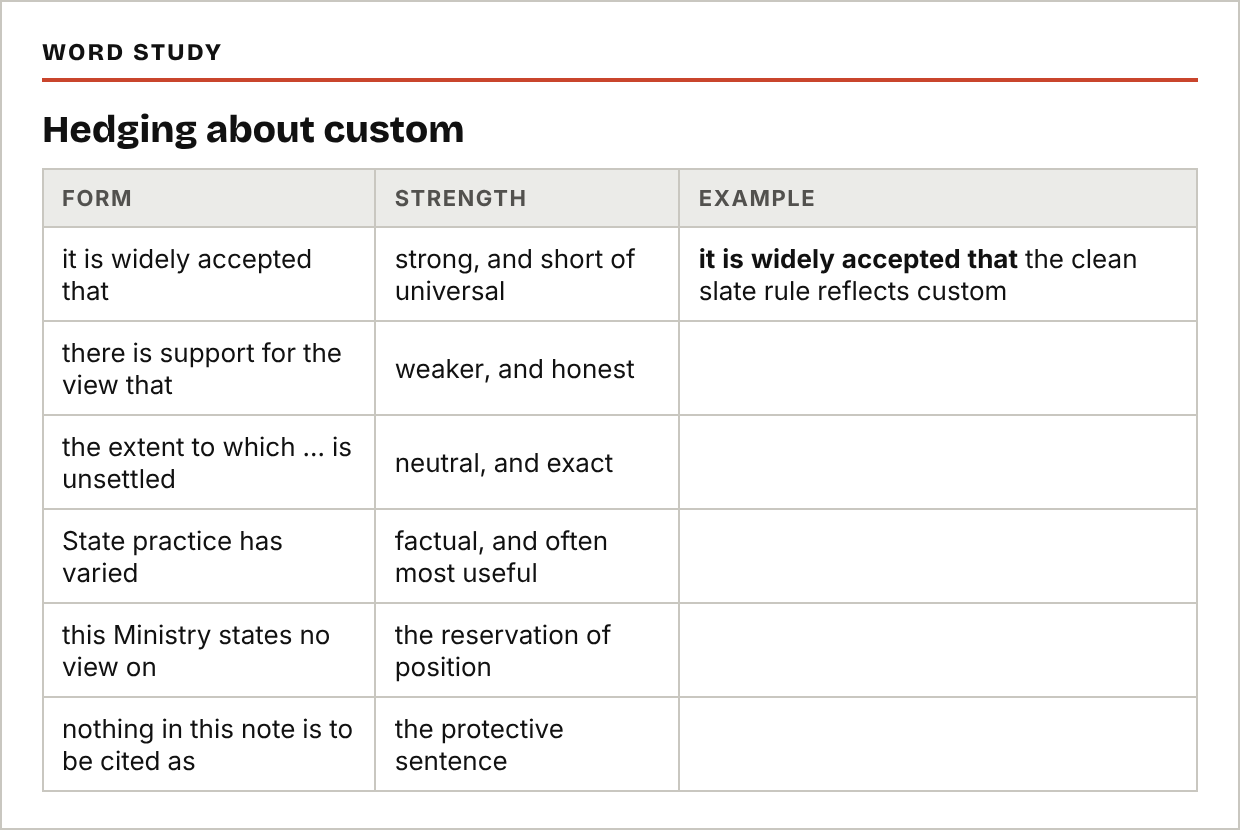 WORD STUDY
Hedging about custom
FORM
STRENGTH
EXAMPLE
it is widely accepted
that
strong, and short of
universal
it is widely accepted that the clean
slate rule reflects custom
there is support for the
view that
weaker, and honest
the extent to which ... is
unsettled
neutral, and exact
State practice has
varied
factual, and often
most useful
this Ministry states no
view on
the reservation of
position
nothing in this note is to
be cited as
the protective
sentence